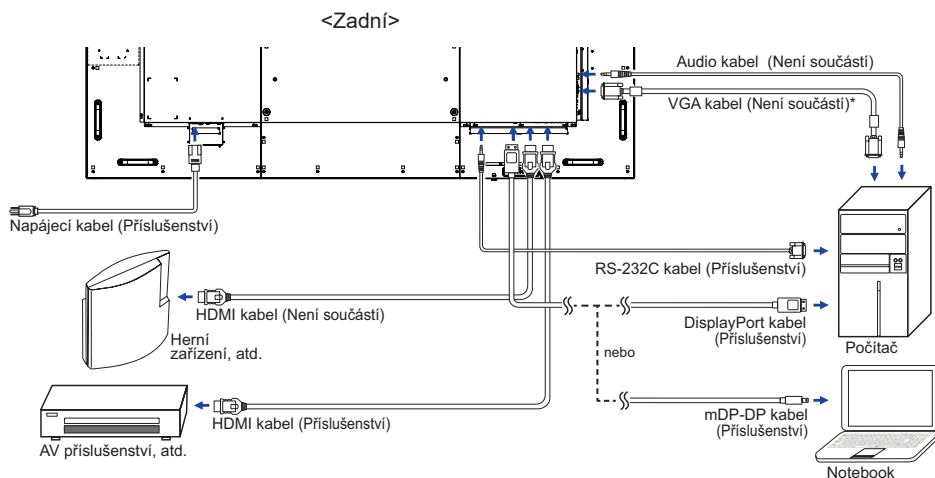 <Zadní>
Audio kabel (Není součástí)
VGA kabel (Není součástí)*
Napájecí kabel (Příslušenství)
RS-232C kabel (Příslušenství)
HDMI kabel (Není součástí)
DisplayPort kabel
(Příslušenství)
Počítač
Herní
zařízení, atd.
nebo
HDMI kabel (Příslušenství)
mDP-DP kabel
(Příslušenství)
AV příslušenství, atd.
Notebook